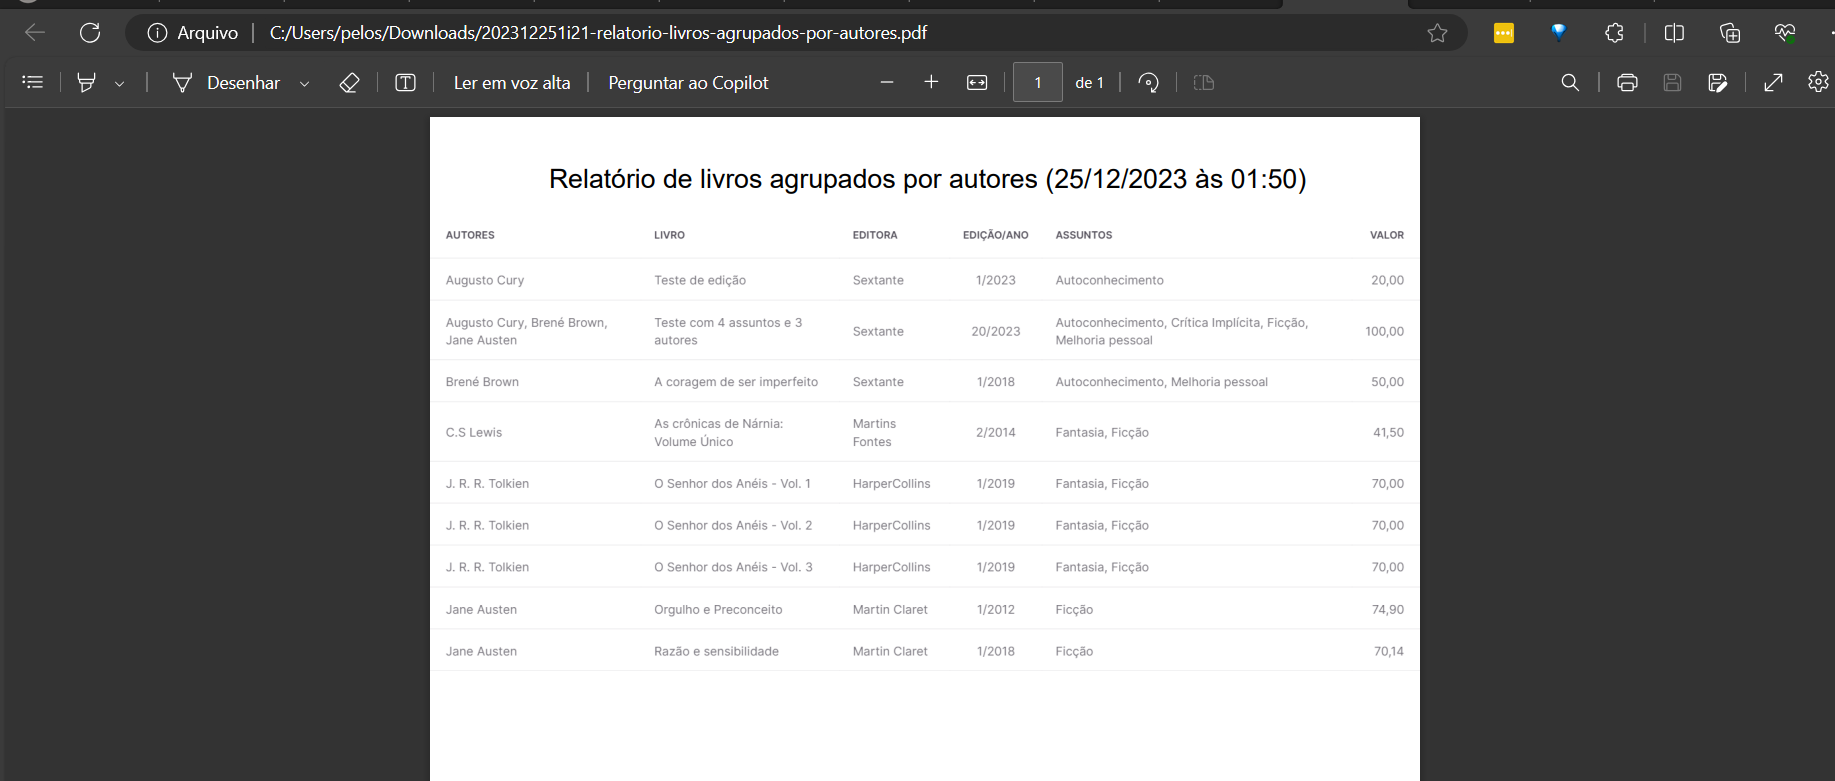 Arquivo C:/Users/pelos/Downloads/202312251i21-relatorio-livros-agrupados-por-autores.pdf
Desenhar Ler em voz alta Perguntar ao Copilot 1 de 1
Relatório de livros agrupados por autores (25/12/2023 às 01:50)
AUTORES LIVRO EDITORA EDIÇÃO/ANO ASSUNTOS VALOR
Augusto Cury Teste de edição Sextante 1/2023 Autoconhecimento 20,00
Augusto Cury, Brené Brown,
Jane Austen
Teste com 4 assuntos e 3
autores
Sextante
20/2023
Autoconhecimento, Crítica Implícita, Ficção,
Melhoria pessoal
100,00
Brené Brown A coragem de ser imperfeito Sextante 1/2018 Autoconhecimento, Melhoria pessoal 50,00
C.S Lewis
As crônicas de Nárnia:
Volume Único
Martins
Fontes
2/2014
Fantasia, Ficção
41,50
J. R. R. Tolkien O Senhor dos Anéis - Vol. 1 HarperCollins 1/2019 Fantasia, Ficção 70,00
J. R. R. Tolkien O Senhor dos Anéis - Vol. 2 HarperCollins 1/2019 Fantasia, Ficção 70,00
J. R. R. Tolkien O Senhor dos Anéis - Vol. 3 HarperCollins 1/2019 Fantasia, Ficção 70,00
Jane Austen Orgulho e Preconceito Martin Claret 1/2012 Ficção 74,90
Jane Austen Razão e sensibilidade Martin Claret 1/2018 Ficção 70,14